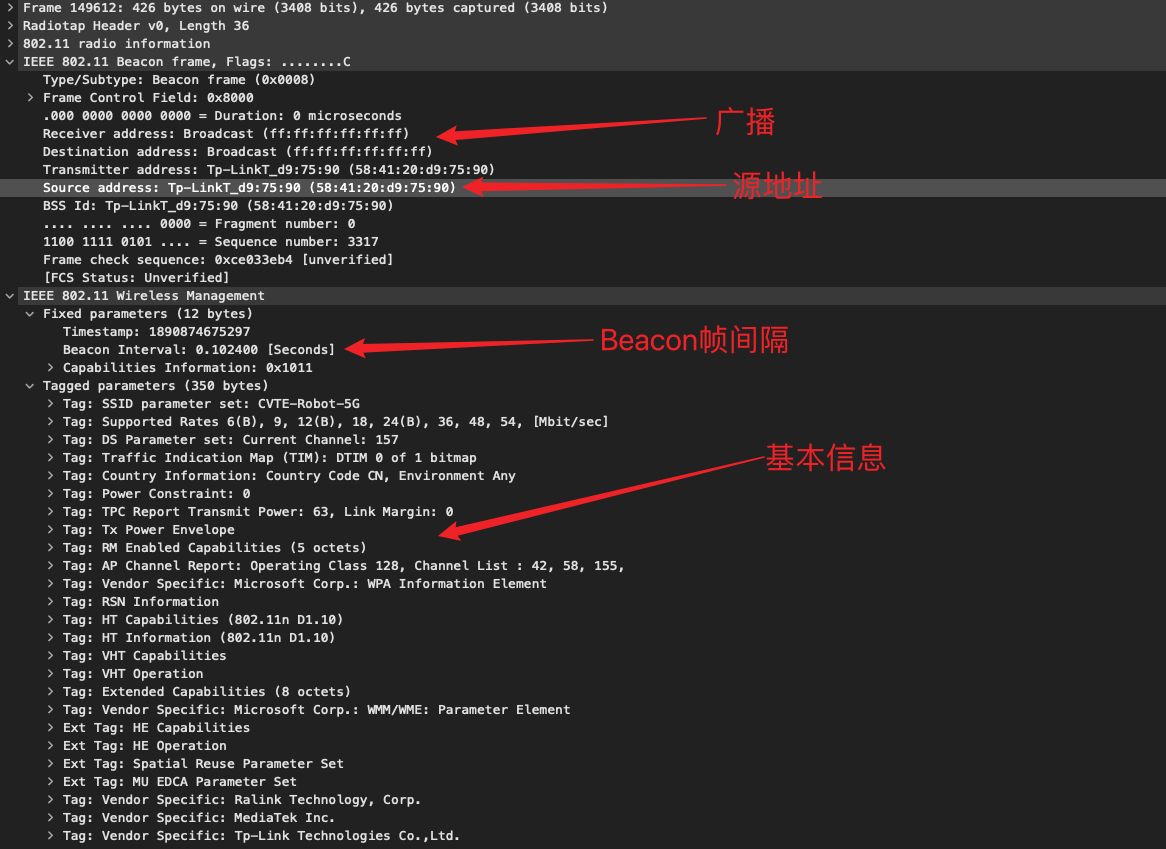 Frame 149612: 426 bytes on wire (3408 bits), 426 bytes captured (3408 bits)
Radiotap Header v0, Length 36
802.11 radio information
IEEE 802.11 Beacon frame, Flags: ........C
Type/Subtype: Beacon frame (0x0008)
Frame Control Field: 0x8000
.000 0000 0000 0000 = Duration: 0 microseconds
广播
Receiver address: Broadcast (ff:ff:ff:ff:ff:ff)
Destination address: Broadcast (ff:ff:ff:ff:ff:ff)
Transmitter address: Tp-LinkT_d9:75:90 (58:41:20:d9:75:90)
Source address: Tp-LinkT_d9:75:90 (58:41:20:d9:75:90)
源地址
BSS Id: Tp-LinkT_d9:75:90 (58:41:20:d9:75:90)
.... .... .... 0000 = Fragment number: 0
1100 1111 0101 .... = Sequence number: 3317
Frame check sequence: 0xce033eb4 [unverified]
[FCS Status: Unverified]
IEEE 802.11 Wireless Management
Fixed parameters (12 bytes)
Timestamp: 1890874675297
Beacon Interval: 0.102400 [Seconds]
Beacon帧间隔
Capabilities Information: 0x1011
Tagged parameters (350 bytes)
Tag: SSID parameter set: CVTE-Robot-5G
Tag: Supported Rates 6(B), 9, 12(B), 18, 24(B), 36, 48, 54, [Mbit/sec]
Tag: DS Parameter set: Current Channel: 157
Tag: Traffic Indication Map (TIM): DTIM 0 of 1 bitmap
基本信息
Tag: Country Information: Country Code CN, Environment Any
Tag: Power Constraint: 0
Tag: TPC Report Transmit Power: 63, Link Margin: 0
Tag: Tx Power Envelope
Tag: RM Enabled Capabilities (5 octets)
Tag: AP Channel Report: Operating Class 128, Channel List : 42, 58, 155,
Tag: Vendor Specific: Microsoft Corp.: WPA Information Element
Tag: RSN Information
Tag: HT Capabilities (802.11n D1.10)
Tag: HT Information (802.11n D1.10)
Tag: VHT Capabilities
Tag: VHT Operation
Tag: Extended Capabilities (8 octets)
Tag: Vendor Specific: Microsoft Corp.: WMM/WME: Parameter Element
Ext Tag: HE Capabilities
Ext Tag: HE Operation
Ext Tag: Spatial Reuse Parameter Set
Ext Tag: MU EDCA Parameter Set
Tag: Vendor Specific: Ralink Technology, Corp.
Tag: Vendor Specific: MediaTek Inc.
Tag: Vendor Specific: Tp-Link Technologies Co.,Ltd.